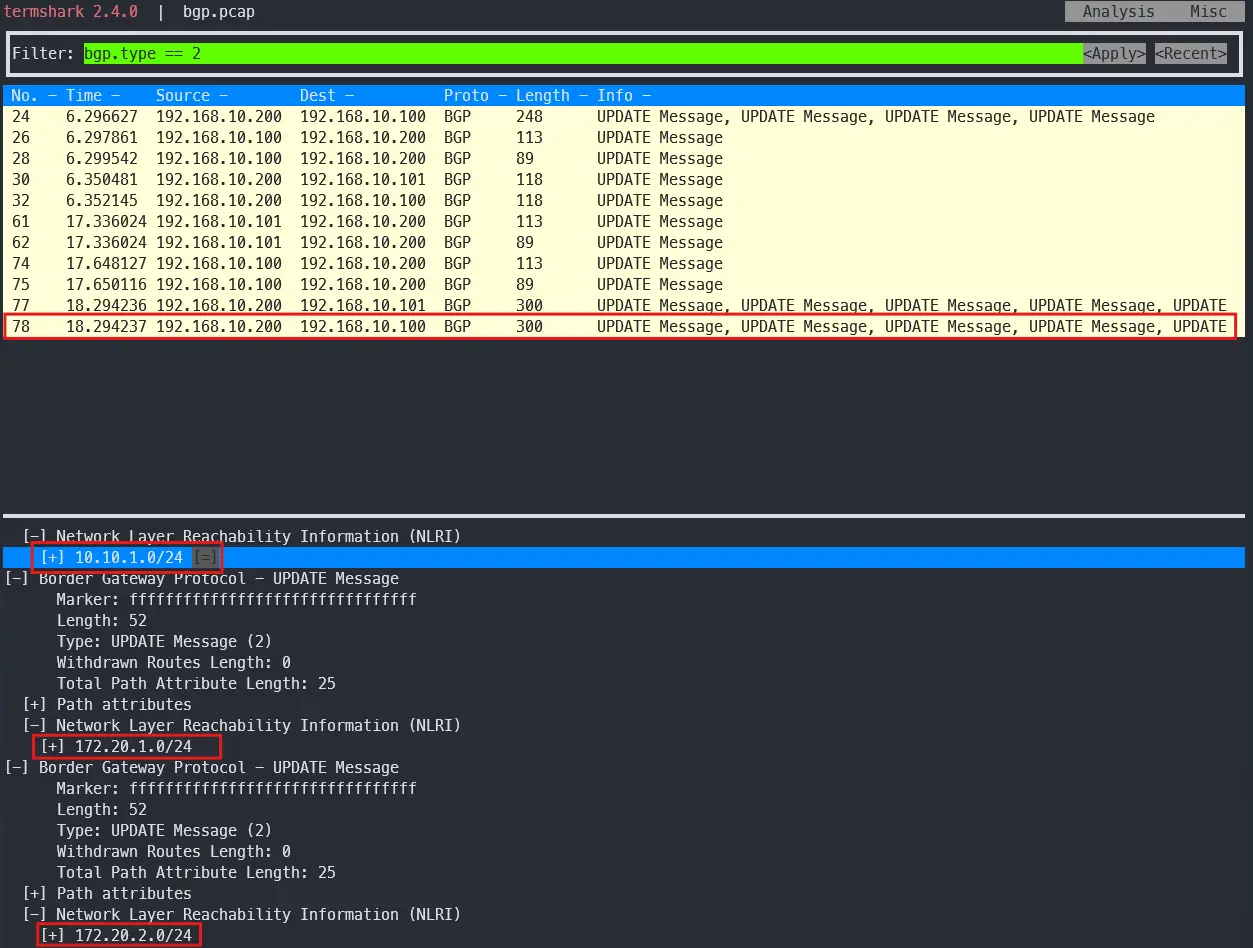 termshark 2.4.0 | bgp.pcap Analysis Misc
Filter: bgp.type == 2 <Apply> <Recent>
No. - Time - Source - Dest - Proto - Length - Info -
24 6.296627 192.168.10.200 192.168.10.100 BGP 248 UPDATE Message, UPDATE Message, UPDATE Message, UPDATE Message
26 6.297861 192.168.10.100 192.168.10.200 BGP 113 UPDATE Message
28 6.299542 192.168.10.100 192.168.10.200 BGP 89 UPDATE Message
30 6.350481 192.168.10.200 192.168.10.101 BGP 118 UPDATE Message
32 6.352145 192.168.10.200 192.168.10.100 BGP 118 UPDATE Message
61 17.336024 192.168.10.101 192.168.10.200 BGP 113 UPDATE Message
62 17.336024 192.168.10.101 192.168.10.200 BGP 89 UPDATE Message
74 17.648127 192.168.10.100 192.168.10.200 BGP 113 UPDATE Message
75 17.650116 192.168.10.100 192.168.10.200 BGP 89 UPDATE Message
77 18.294236 192.168.10.200 192.168.10.101 BGP 300 UPDATE Message, UPDATE Message, UPDATE Message, UPDATE Message, UPDATE
78 18.294237 192.168.10.200 192.168.10.100 BGP 300 UPDATE Message, UPDATE Message, UPDATE Message, UPDATE Message, UPDATE
[-] Network Layer Reachability Information (NLRI)
[+] 10.10.1.0/24 [=]
[-] Border Gateway Protocol - UPDATE Message
Marker: ffffffffffffffffffffffffffffffff
Length: 52
Type: UPDATE Message (2)
Withdrawn Routes Length: 0
Total Path Attribute Length: 25
[+] Path attributes
[-] Network Layer Reachability Information (NLRI)
[+] 172.20.1.0/24
[-] Border Gateway Protocol - UPDATE Message
Marker: ffffffffffffffffffffffffffffffff
Length: 52
Type: UPDATE Message (2)
Withdrawn Routes Length: 0
Total Path Attribute Length: 25
[+] Path attributes
[-] Network Layer Reachability Information (NLRI)
[+] 172.20.2.0/24